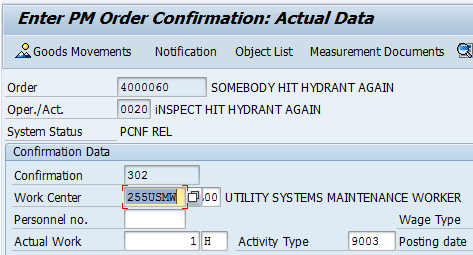 Enter PM Order Confirmation: Actual Data
Goods Movements Notification Object List Measurement Documents
Order 4000060 SOMEBODY HIT HYDRANT AGAIN
Oper./Act. 0020 iNSPECT HIT HYDRANT AGAIN
System Status PCNF REL
Confirmation Data
Confirmation 302
Work Center 255USMW 00 UTILITY SYSTEMS MAINTENANCE WORKER
Personnel no. Wage Type
Actual Work 1 H Activity Type 9003 Posting date